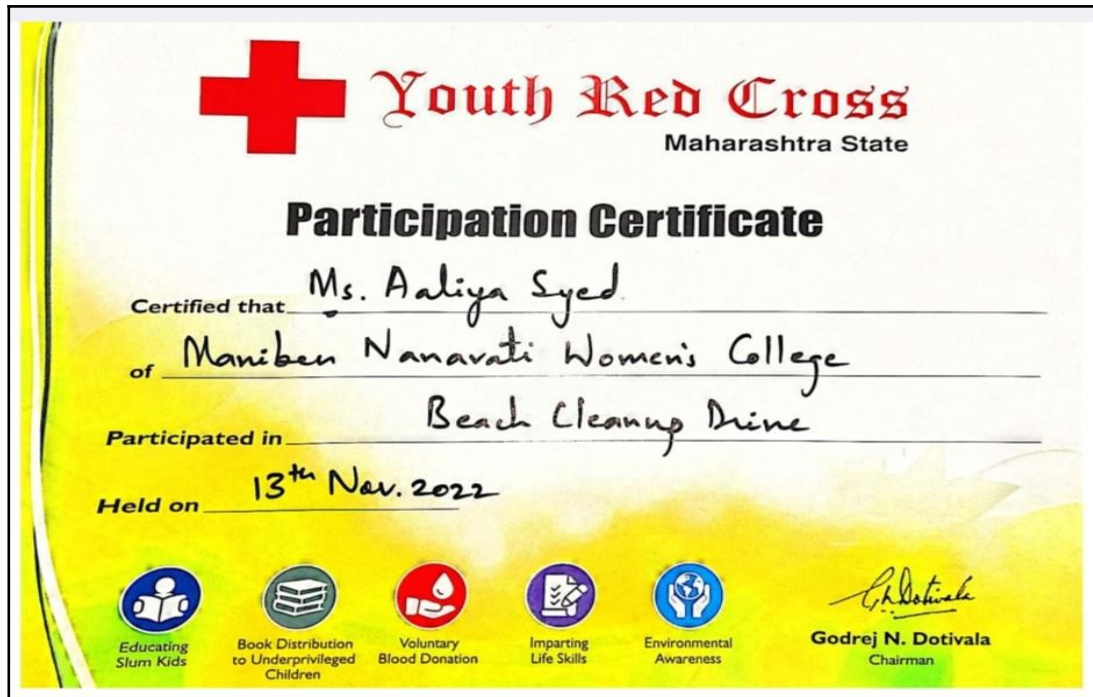 Youth Red Cross
Maharashtra State
Participation Certificate
Certified that Ms. Aaliya Syed
of Maniben Nanavati Women's College
Participated in Beach Cleanup Drive
Held on 13th Nov. 2022
Educating
Slum Kids
Book Distribution
to Underprivileged
Children
Voluntary
Blood Donation
Imparting
Life Skills
Environmental
Awareness
G.N. Dotivala
Godrej N. Dotivala
Chairman